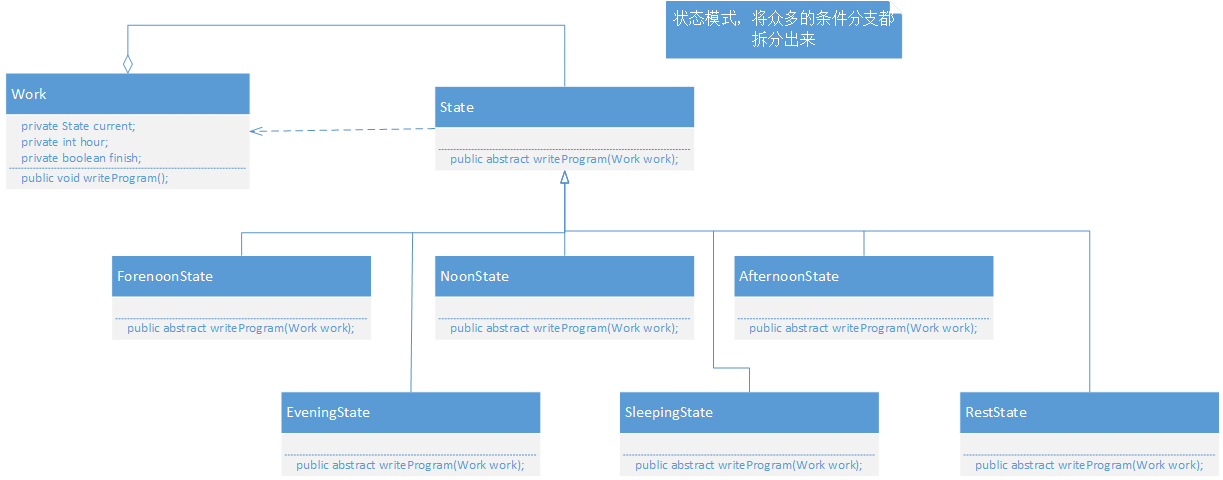 状态模式，将众多的条件分支都
拆分出来
Work
private State current;
private int hour;
private boolean finish;
public void writeProgram();
State
public abstract writeProgram(Work work);
ForenoonState
public abstract writeProgram(Work work);
NoonState
public abstract writeProgram(Work work);
AfternoonState
public abstract writeProgram(Work work);
EveningState
public abstract writeProgram(Work work);
SleepingState
public abstract writeProgram(Work work);
RestState
public abstract writeProgram(Work work);